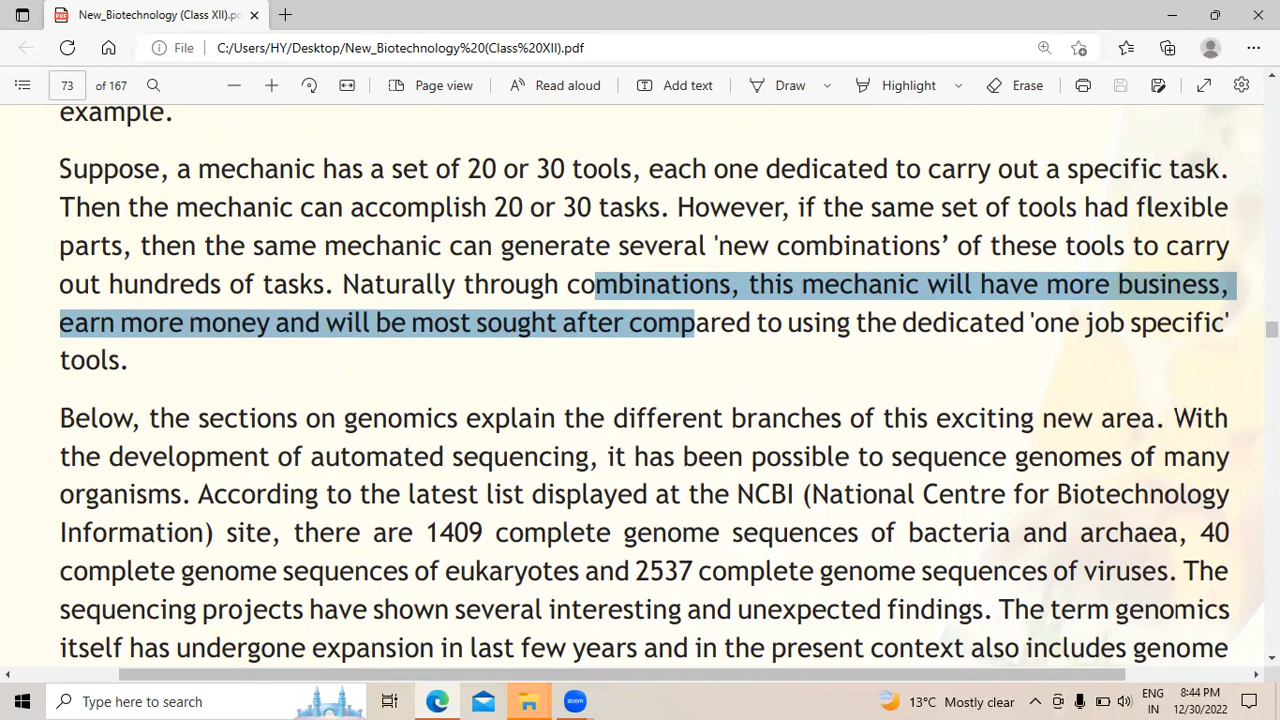 New_Biotechnology (Class XII).pc
File
C:/Users/HY/Desktop/New_Biotechnology%20(Class%20XII).pdf
73 of 167
Page view
Read aloud
Add text
Draw
Highlight
Erase
example.
Suppose, a mechanic has a set of 20 or 30 tools, each one dedicated to carry out a specific task.
Then the mechanic can accomplish 20 or 30 tasks. However, if the same set of tools had flexible
parts, then the same mechanic can generate several 'new combinations’ of these tools to carry
out hundreds of tasks. Naturally through combinations, this mechanic will have more business,
earn more money and will be most sought after compared to using the dedicated 'one job specific'
tools.
Below, the sections on genomics explain the different branches of this exciting new area. With
the development of automated sequencing, it has been possible to sequence genomes of many
organisms. According to the latest list displayed at the NCBI (National Centre for Biotechnology
Information) site, there are 1409 complete genome sequences of bacteria and archaea, 40
complete genome sequences of eukaryotes and 2537 complete genome sequences of viruses. The
sequencing projects have shown several interesting and unexpected findings. The term genomics
itself has undergone expansion in last few years and in the present context also includes genome
Type here to search
zoom
13°C Mostly clear
ENG
IN
8:44 PM
12/30/2022